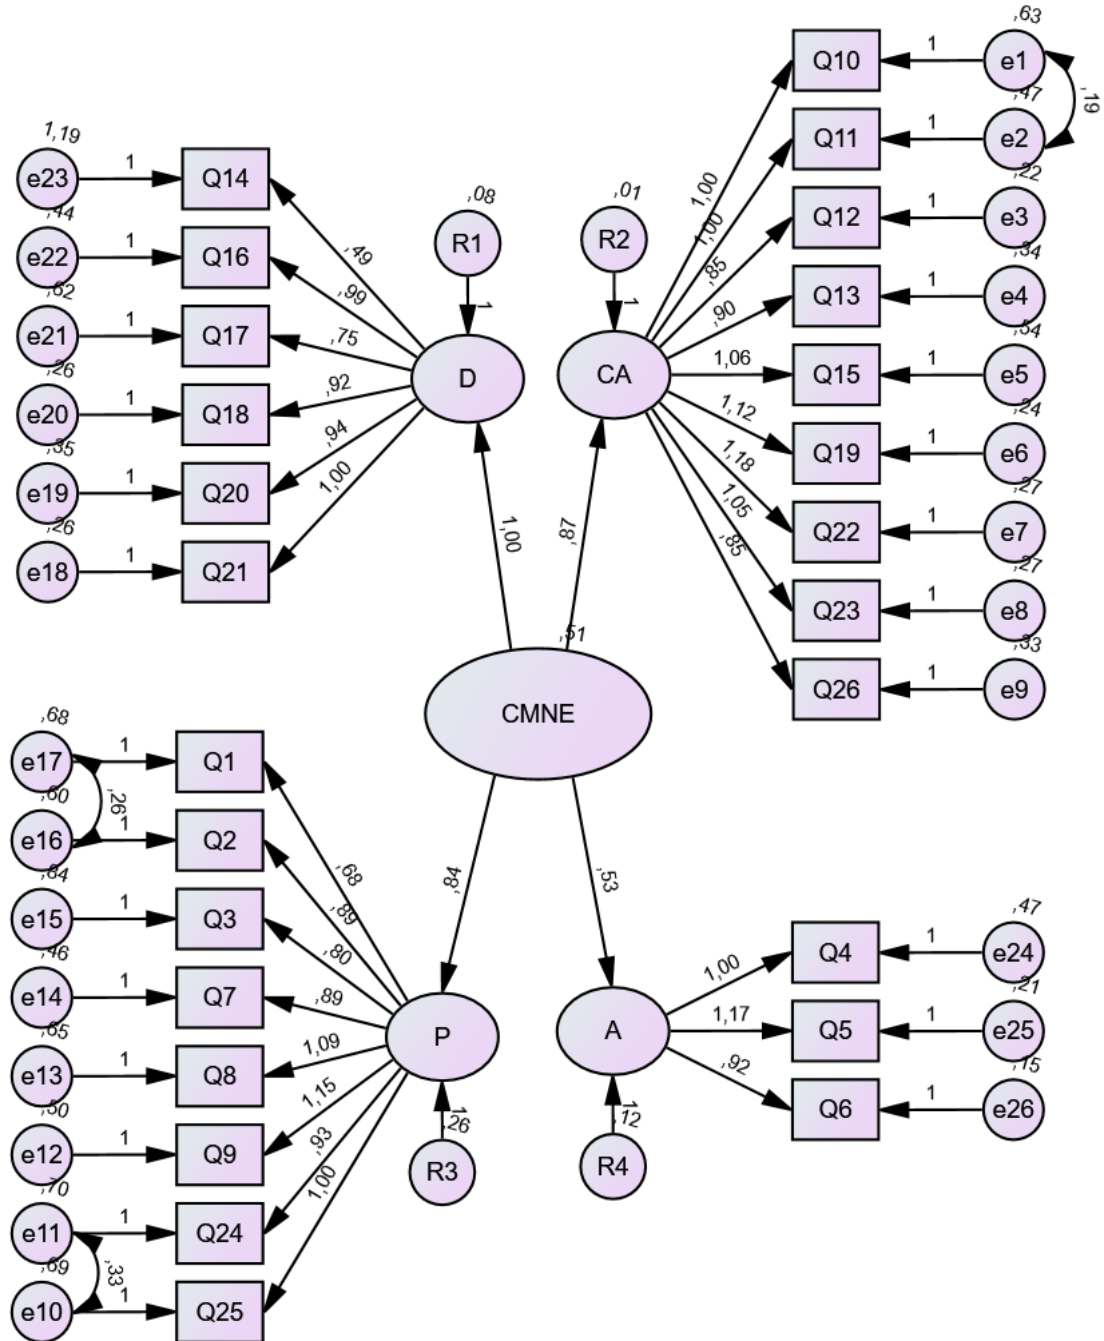 ,63
Q10 1 e1
,19
,47
Q11 1 e2
1,19
,22
e23 1 Q14
1,00
Q12 1 e3
,44
,08
,01
1,00
,34
e22 1 Q16
,49
R1
R2
,85
Q13 1 e4
,62
,99
1
1
,90
,54
e21 1 Q17
,75
D
CA
1,06
Q15 1 e5
,26
,92
1,12
,24
e20 1 Q18
,94
1,18
Q19 1 e6
,35
1,00
1,05
,27
e19 1 Q20
,85
Q22 1 e7
,26
1,00
,87
,27
e18 1 Q21
Q23 1 e8
,51
,33
CMNE
Q26 1 e9
,68
e17 1 Q1
,60
,26
e16 1 Q2
,68
,84
,53
,84
,89
e15 1 Q3
,80
,47
,46
1,00
Q4 1 e24
e14 1 Q7
,89
,21
,65
P
A
1,17
Q5 1 e25
e13 1 Q8
1,09
,92
,15
,50
1,15
1
1
Q6 1 e26
e12 1 Q9
,93
,26
,12
,70
1,00
R3
R4
e11 1 Q24
,69
,33
e10 1 Q25